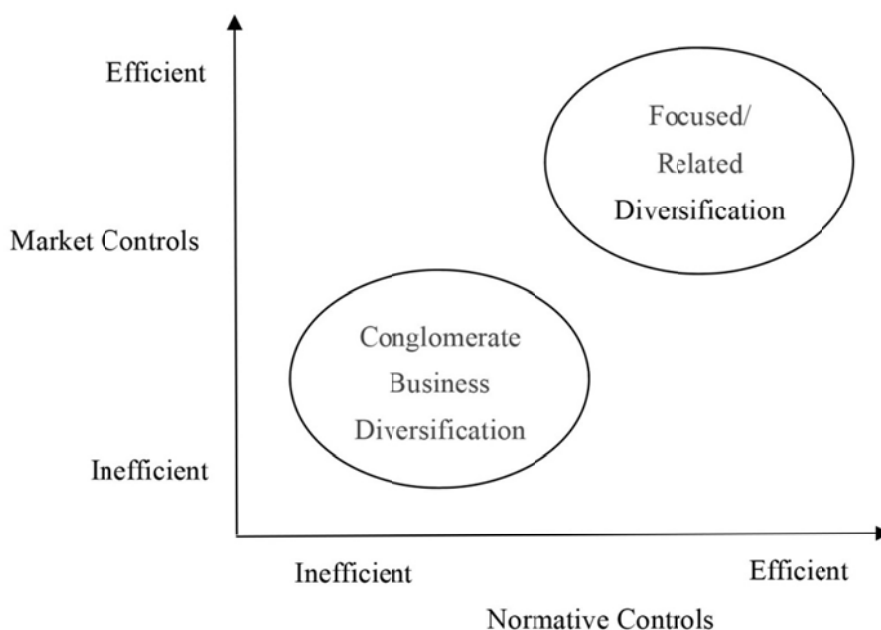 Efficient
Focused/
Related
Diversification
Market Controls
Conglomerate
Business
Diversification
Inefficient
Inefficient
Efficient
Normative Controls